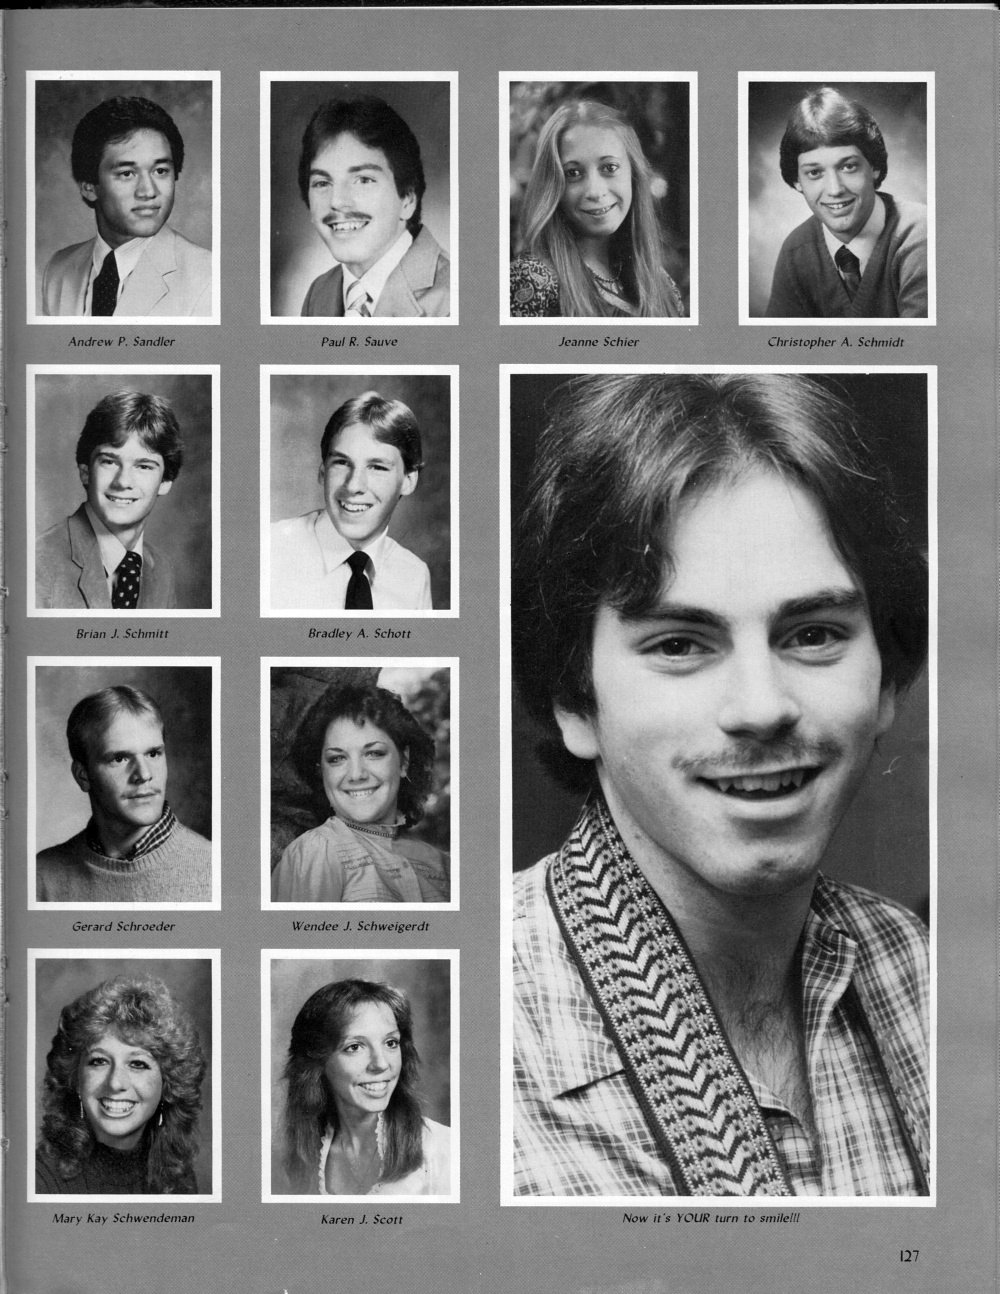 Andrew P. Sandler
Paul R. Sauve
Jeanne Schier
Christopher A. Schmidt
Brian J. Schmitt
Bradley A. Schott
Gerard Schroeder
Wendee J. Schweigerdt
Mary Kay Schwendeman
Karen J. Scott
Now it's YOUR turn to smile!!!
127